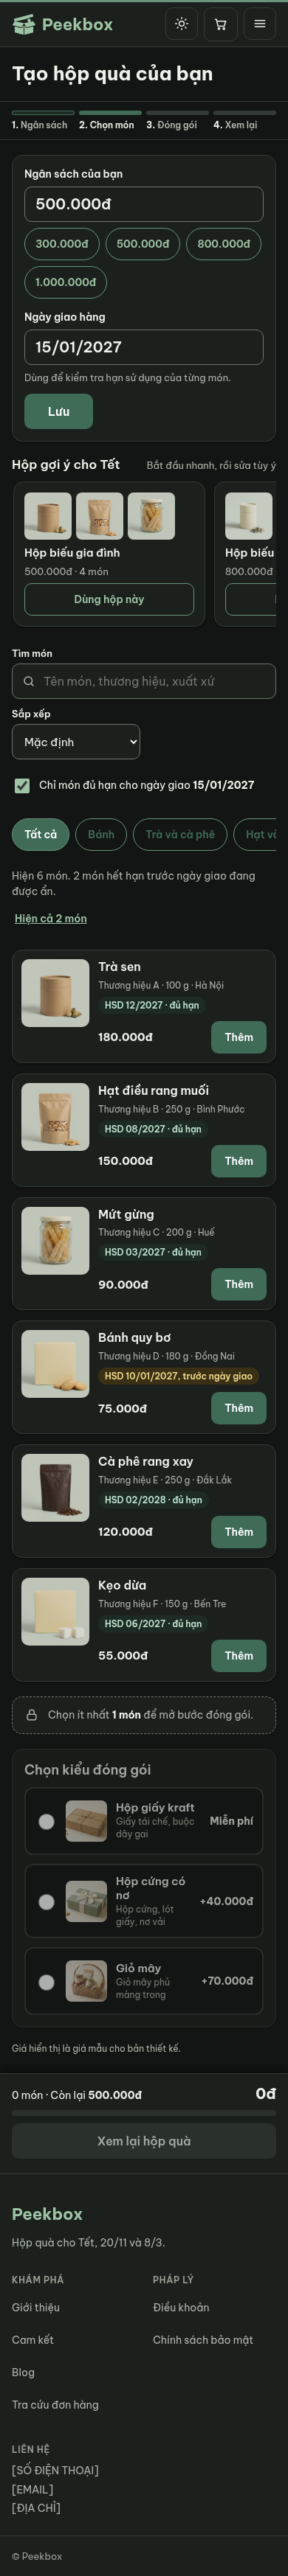 Peekbox
Tạo hộp quà của bạn
1. Ngân sách
2. Chọn món
3. Đóng gói
4. Xem lại
Ngân sách của bạn
500.000đ
300.000đ
500.000đ
800.000đ
1.000.000đ
Ngày giao hàng
15/01/2027
Dùng để kiểm tra hạn sử dụng của từng món.
Lưu
Hộp gợi ý cho Tết
Bắt đầu nhanh, rồi sửa tùy ý
Hộp biếu gia đình
500.000đ · 4 món
Dùng hộp này
Hộp biếu
800.000đ
Tìm món
Tên món, thương hiệu, xuất xứ
Sắp xếp
Mặc định
Chỉ món đủ hạn cho ngày giao 15/01/2027
Tất cả
Bánh
Trà và cà phê
Hạt và
Hiện 6 món. 2 món hết hạn trước ngày giao đang
được ẩn.
Hiện cả 2 món
Trà sen
Thương hiệu A · 100 g · Hà Nội
HSD 12/2027 · đủ hạn
180.000đ
Thêm
Hạt điều rang muối
Thương hiệu B · 250 g · Bình Phước
HSD 08/2027 · đủ hạn
150.000đ
Thêm
Mứt gừng
Thương hiệu C · 200 g · Huế
HSD 03/2027 · đủ hạn
90.000đ
Thêm
Bánh quy bơ
Thương hiệu D · 180 g · Đồng Nai
HSD 10/01/2027, trước ngày giao
75.000đ
Thêm
Cà phê rang xay
Thương hiệu E · 250 g · Đắk Lắk
HSD 02/2028 · đủ hạn
120.000đ
Thêm
Kẹo dừa
Thương hiệu F · 150 g · Bến Tre
HSD 06/2027 · đủ hạn
55.000đ
Thêm
Chọn ít nhất 1 món để mở bước đóng gói.
Chọn kiểu đóng gói
Hộp giấy kraft
Giấy tái chế, buộc
dây gai
Miễn phí
Hộp cứng có
nơ
Hộp cứng, lót
giấy, nơ vải
+40.000đ
Giỏ mây
Giỏ mây phủ
màng trong
+70.000đ
Giá hiển thị là giá mẫu cho bản thiết kế.
0 món · Còn lại 500.000đ
0đ
Xem lại hộp quà
Peekbox
Hộp quà cho Tết, 20/11 và 8/3.
KHÁM PHÁ
PHÁP LÝ
Giới thiệu
Điều khoản
Cam kết
Chính sách bảo mật
Blog
Tra cứu đơn hàng
LIÊN HỆ
[SỐ ĐIỆN THOẠI]
[EMAIL]
[ĐỊA CHỈ]
© Peekbox